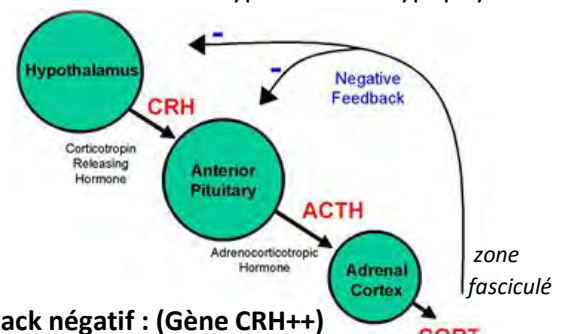 -
Hypothalamus
-
Negative
Feedback
CRH
Corticotropin
Releasing
Hormone
Anterior
Pituitary
ACTH
Adrenocorticotropic
Hormone
zone
fasciculé
Adrenal
Cortex
ack négatif : (Gène CRH++)